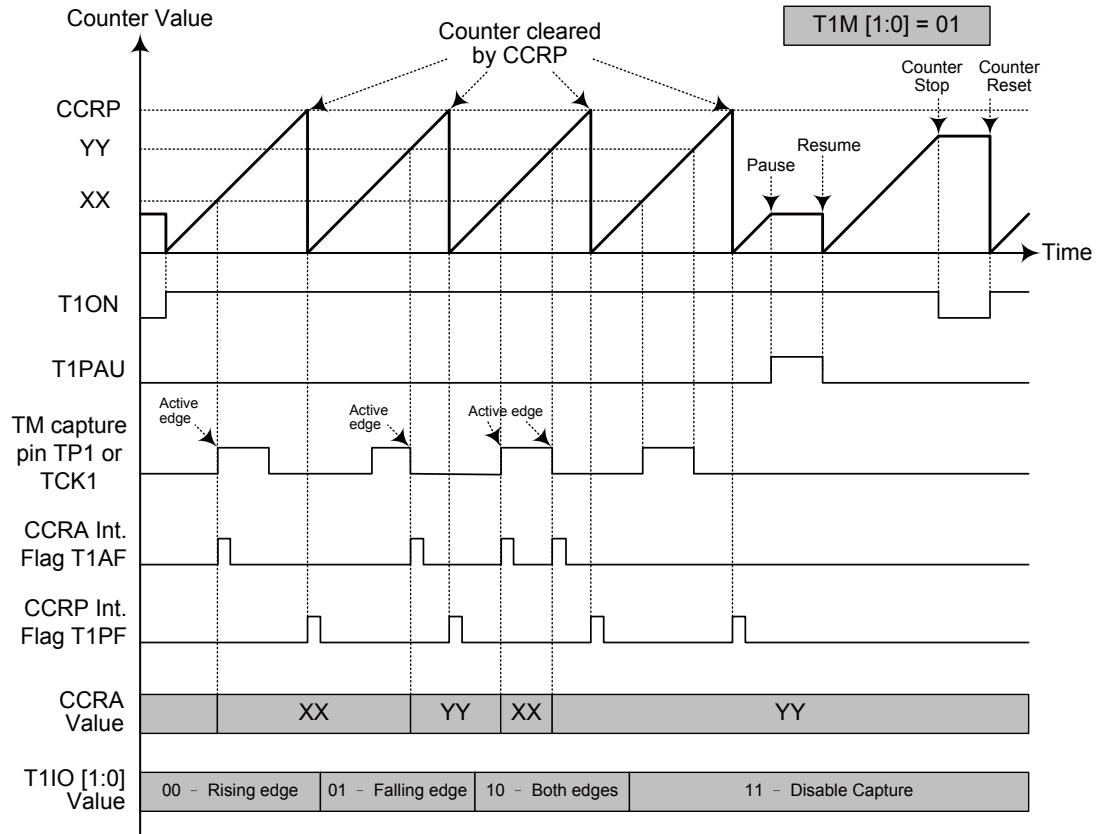 Counter Value
T1M [1:0] = 01
Counter cleared
by CCRP
Counter
Stop
Counter
Reset
CCRP
YY
XX
Pause
Resume
Time
T1ON
T1PAU
TM capture
pin TP1 or
TCK1
Active
edge
Active
edge
Active edge
CCRA Int.
Flag T1AF
CCRP Int.
Flag T1PF
CCRA
Value
XX
YY
XX
YY
T1IO [1:0]
Value
00 – Rising edge
01 – Falling edge
10 – Both edges
11 – Disable Capture